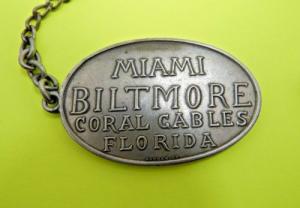 MIAMI
BILTMORE
CORAL GABLES
FLORIDA